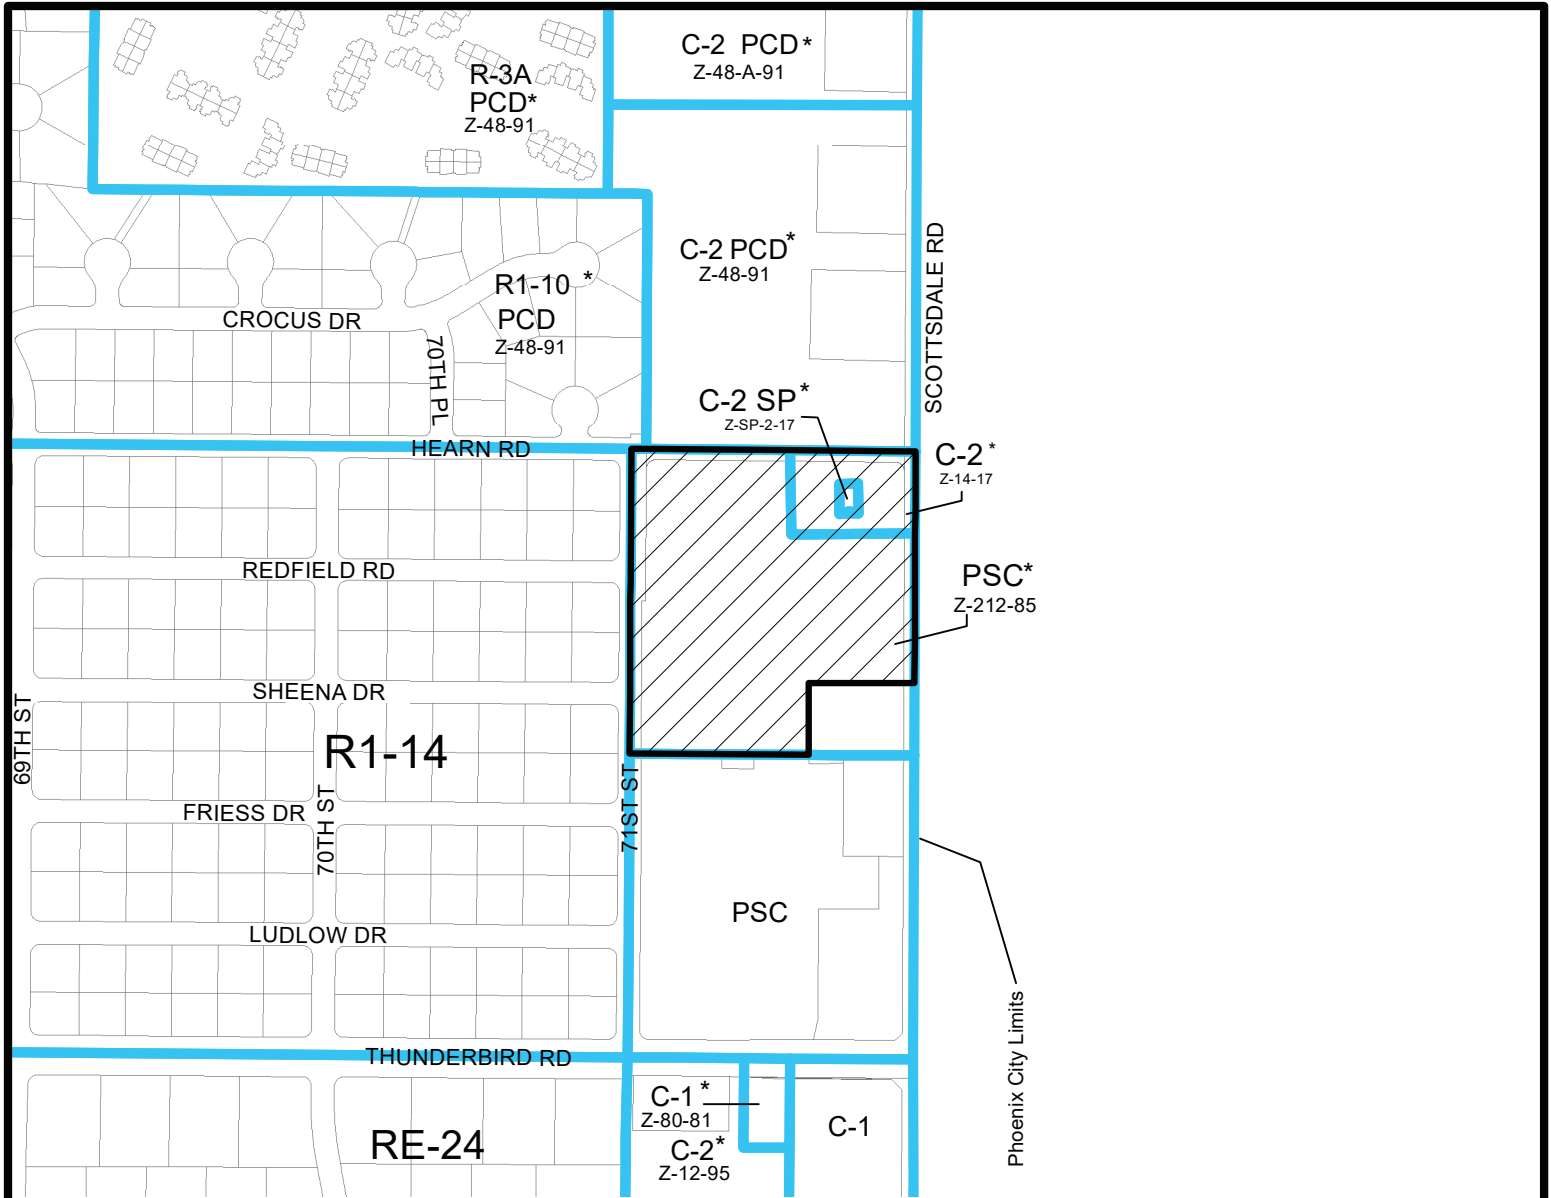 C-2 PCD*
Z-48-A-91
R-3A
PCD*
Z-48-91
C-2 PCD*
Z-48-91
SCOTTSDALE RD
R1-10 *
PCD
Z-48-91
CROCUS DR
70TH PL
C-2 SP*
Z-SP-2-17
HEARN RD
C-2*
Z-14-17
REDFIELD RD
PSC*
Z-212-85
SHEENA DR
69TH ST
R1-14
71ST ST
FRIESS DR
70TH ST
PSC
LUDLOW DR
Phoenix City Limits
THUNDERBIRD RD
C-1*
Z-80-81
C-1
RE-24
C-2*
Z-12-95